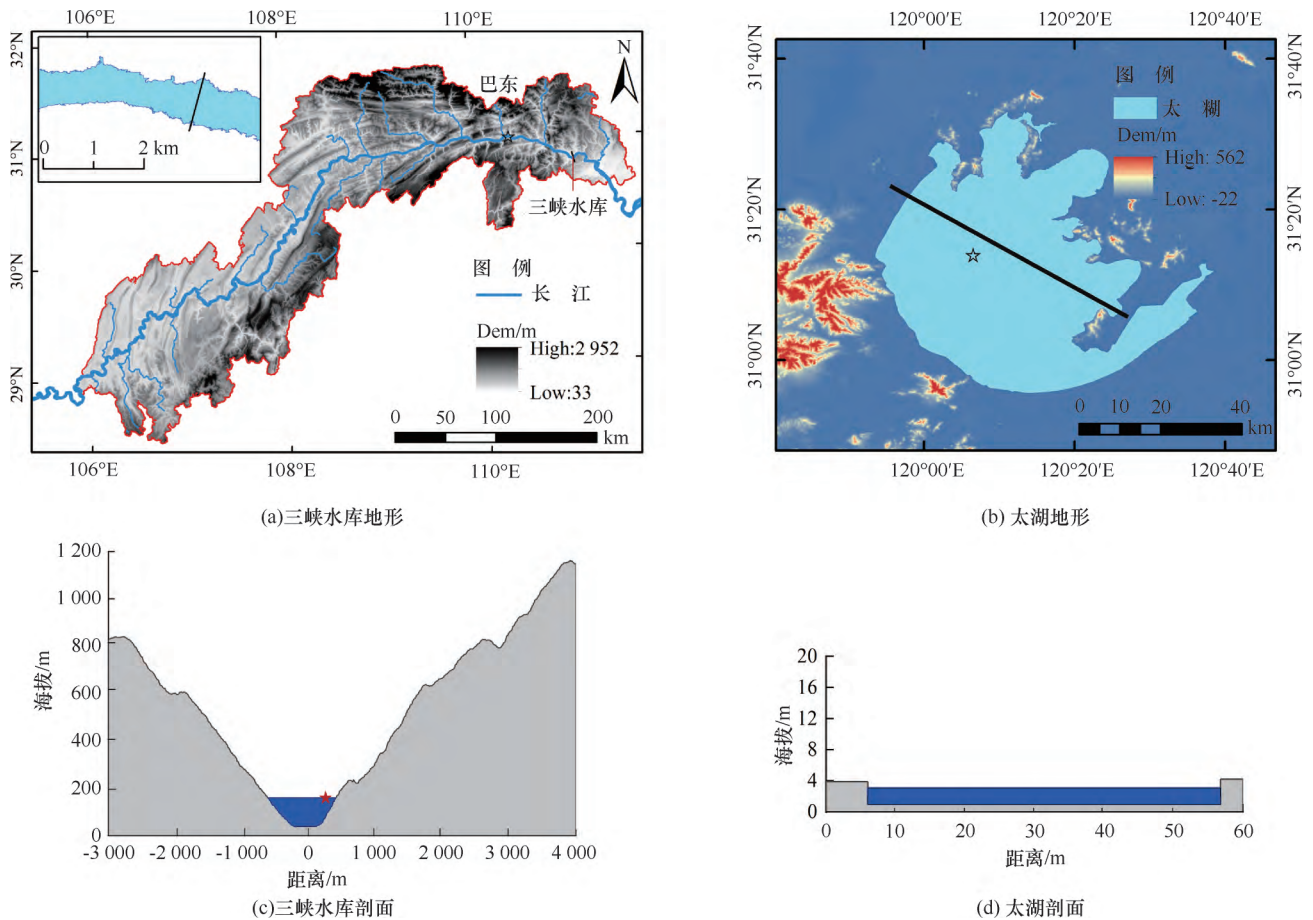 106°E 108°E 110°E
32°N
31°N
30°N
29°N
0 1 2 km
N
巴东
三峡水库
图 例
长 江
Dem/m
High:2 952
Low:33
0 50 100 200
km
106°E 108°E 110°E
(a)三峡水库地形
120°00′E 120°20′E 120°40′E
31°40′N
31°20′N
31°00′N
31°40′N
31°20′N
31°00′N
图 例
太 糊
Dem/m
High: 562
Low: -22
0 10 20 40
km
120°00′E 120°20′E 120°40′E
(b) 太湖地形
海拔/m
1 200
1 000
800
600
400
200
0
-3 000 -2 000 -1 000 0 1 000 2 000 3 000 4 000
距离/m
(c)三峡水库剖面
海拔/m
20
16
12
8
4
0
0 10 20 30 40 50 60
距离/m
(d) 太湖剖面